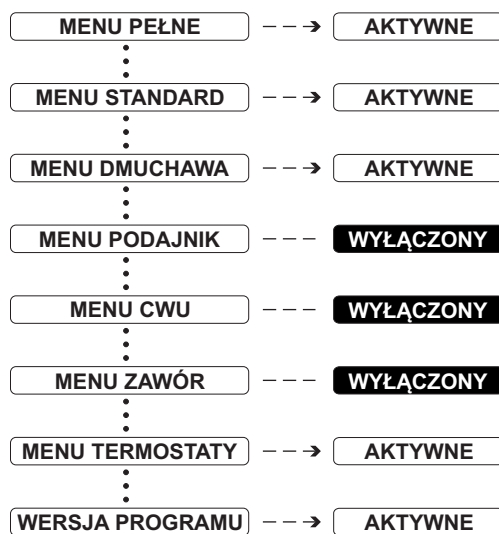 MENU PEŁNE AKTYWNE
MENU STANDARD AKTYWNE
MENU DMUCHAWA AKTYWNE
MENU PODAJNIK WYŁĄCZONY
MENU CWU WYŁĄCZONY
MENU ZAWÓR WYŁĄCZONY
MENU TERMOSTATY AKTYWNE
WERSJA PROGRAMU AKTYWNE